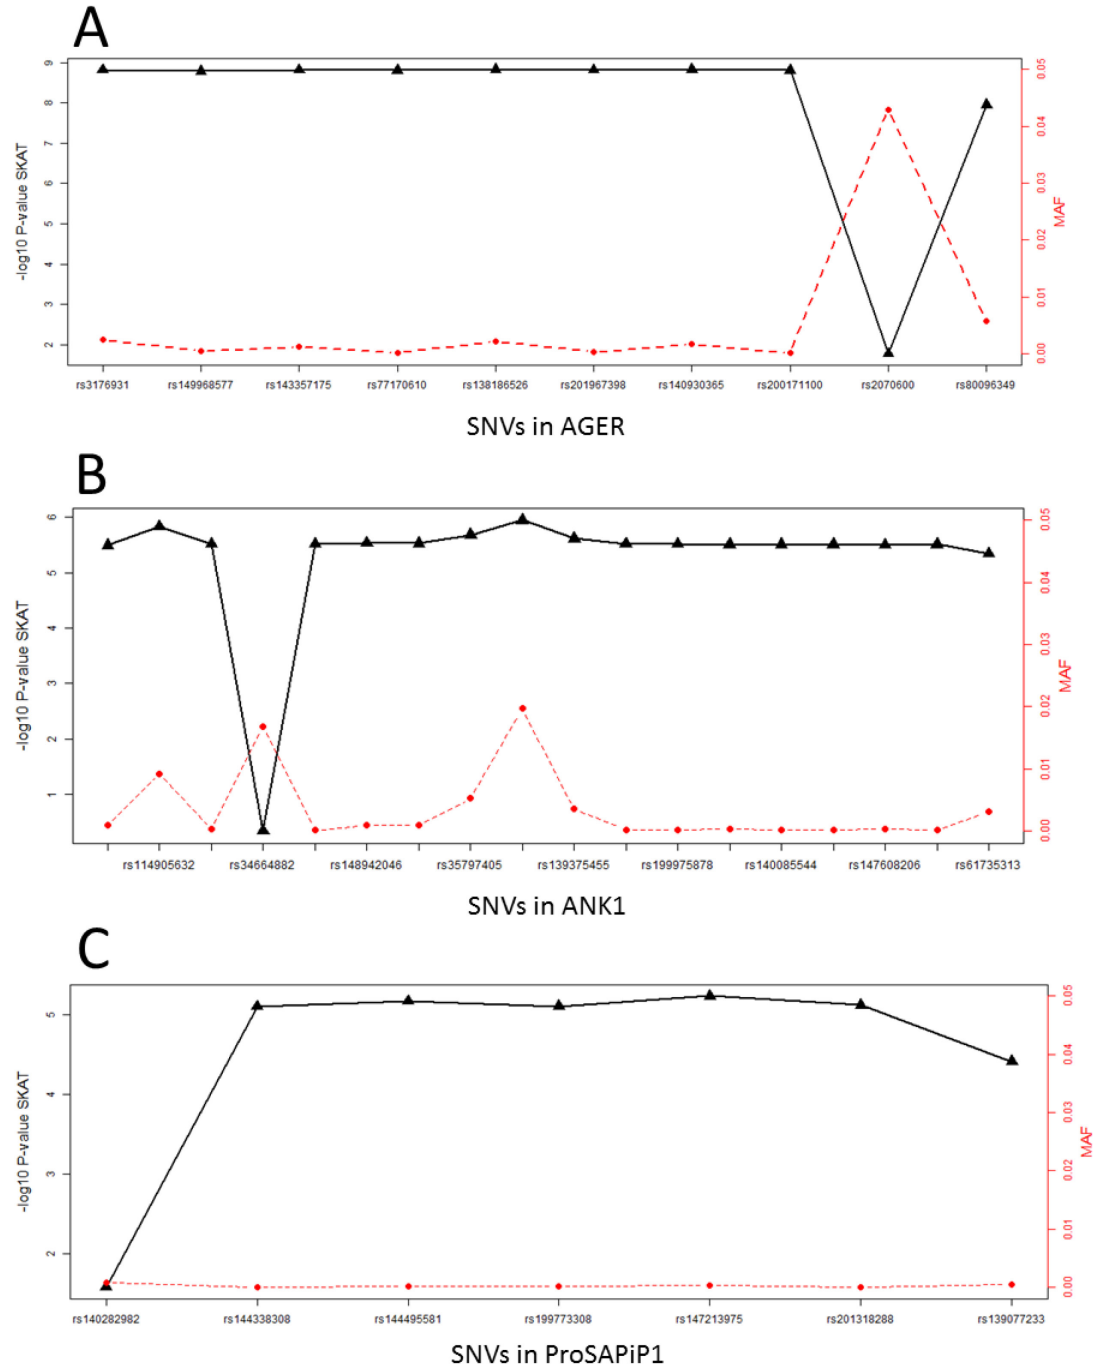 A
9
8
7
6
5
4
3
2
-log10 P-value SKAT
0.05
0.04
0.03
0.02
0.01
0.00
MAF
rs3176931 rs149968577 rs143357175 rs77170610 rs138186526 rs201967398 rs140930365 rs200171100 rs2070600 rs80096349
SNVs in AGER
B
6
5
4
3
2
1
-log10 P-value SKAT
0.05
0.04
0.03
0.02
0.01
0.00
MAF
rs114905632 rs34664882 rs148942046 rs35797405 rs139375455 rs199975878 rs140085544 rs147608206 rs61735313
SNVs in ANK1
C
5
4
3
2
-log10 P-value SKAT
0.05
0.04
0.03
0.02
0.01
0.00
MAF
rs140282982 rs144338308 rs144495581 rs199773308 rs147213975 rs201318288 rs139077233
SNVs in ProSAPiP1